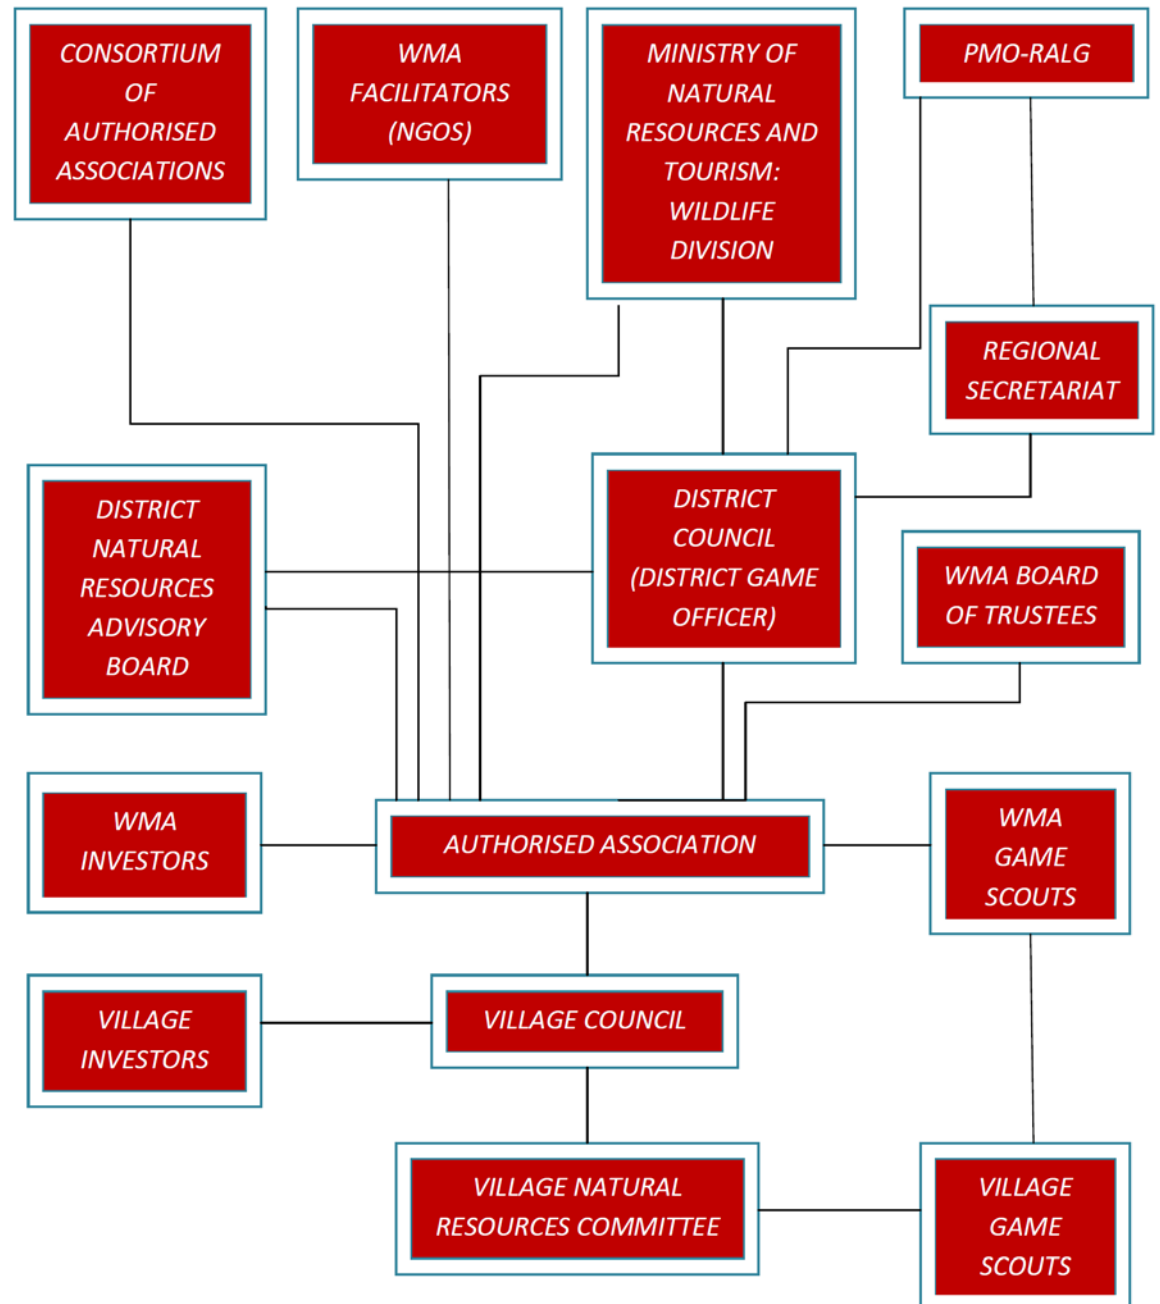 CONSORTIUM
OF
AUTHORISED
ASSOCIATIONS
WMA
FACILITATORS
(NGOS)
MINISTRY OF
NATURAL
RESOURCES AND
TOURISM:
WILDLIFE
DIVISION
PMO-RALG
REGIONAL
SECRETARIAT
DISTRICT
NATURAL
RESOURCES
ADVISORY
BOARD
DISTRICT
COUNCIL
(DISTRICT GAME
OFFICER)
WMA BOARD
OF TRUSTEES
WMA
INVESTORS
AUTHORISED ASSOCIATION
WMA
GAME
SCOUTS
VILLAGE
INVESTORS
VILLAGE COUNCIL
VILLAGE NATURAL
RESOURCES COMMITTEE
VILLAGE
GAME
SCOUTS